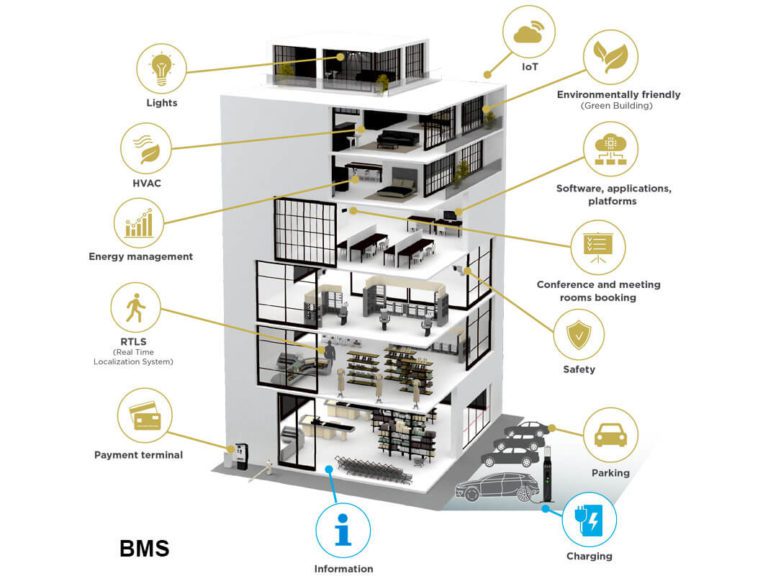 IoT
Lights
Environmentally friendly
(Green Building)
HVAC
Software, applications,
platforms
Energy management
Conference and meeting
rooms booking
RTLS
(Real Time
Localization System)
Safety
Payment terminal
Parking
BMS
Information
Charging